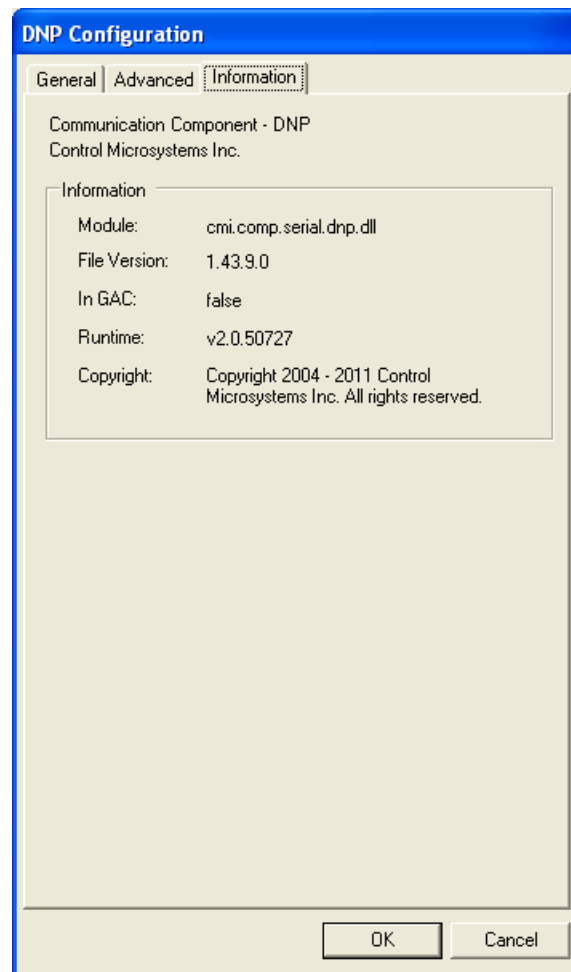 DNP Configuration
General Advanced Information
Communication Component - DNP
Control Microsystems Inc.
Information
Module: cmi.comp.serial.dnp.dll
File Version: 1.43.9.0
In GAC: false
Runtime: v2.0.50727
Copyright: Copyright 2004 - 2011 Control
Microsystems Inc. All rights reserved.
OK Cancel